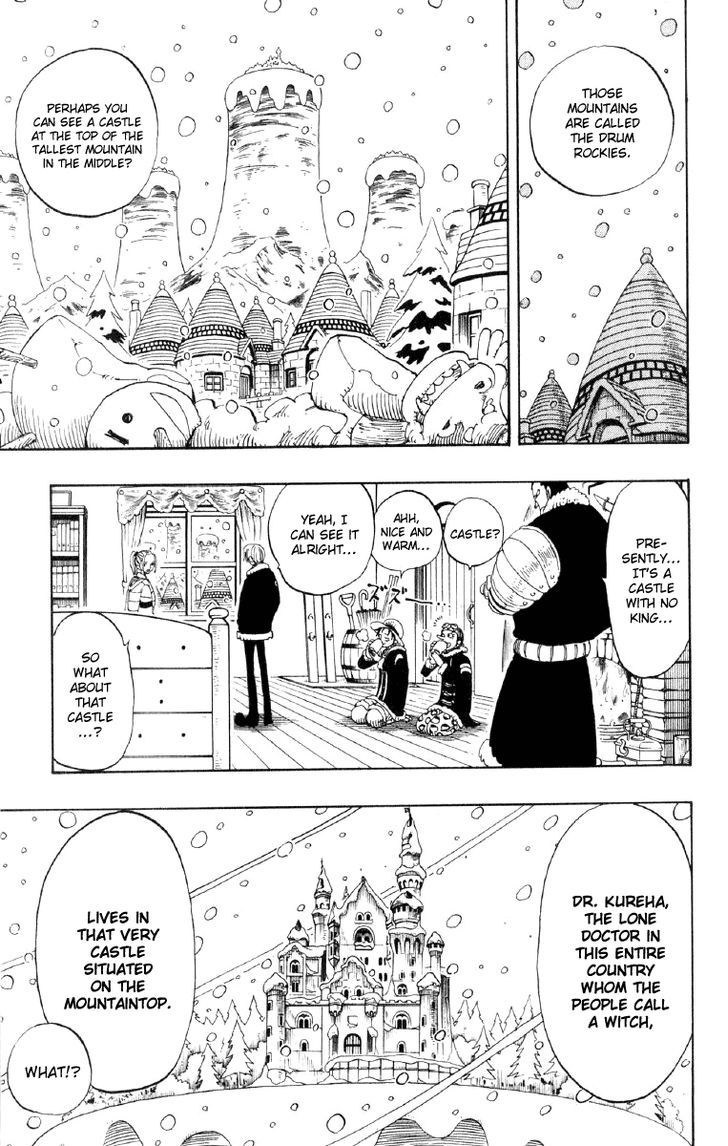 THOSE
MOUNTAINS
ARE CALLED
THE DRUM
ROCKIES.
PERHAPS YOU
CAN SEE A CASTLE
AT THE TOP OF THE
TALLEST MOUNTAIN
IN THE MIDDLE?
PRE-
SENTLY...
IT'S A
CASTLE
WITH NO
KING...
CASTLE?
AHH,
NICE AND
WARM...
ズズー...
YEAH, I
CAN SEE IT
ALRIGHT...
SO
WHAT
ABOUT
THAT
CASTLE
...?
DR. KUREHA,
THE LONE
DOCTOR IN
THIS ENTIRE
COUNTRY
WHOM THE
PEOPLE CALL
A WITCH,
LIVES IN
THAT VERY
CASTLE
SITUATED
ON THE
MOUNTAINTOP.
WHAT!?